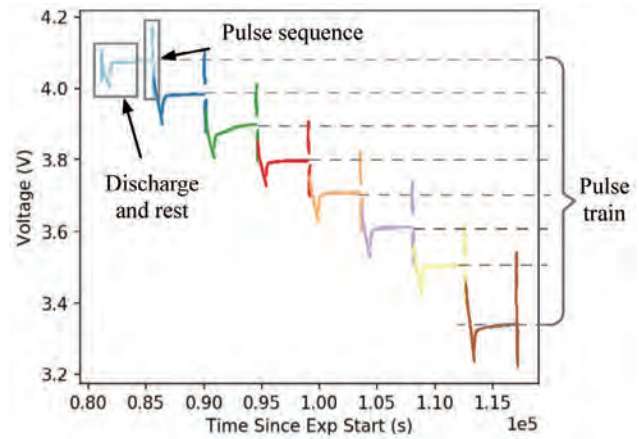 4.2
Pulse sequence
4.0
Voltage (V)
3.8
Discharge
and rest
Pulse
train
3.6
3.4
3.2
0.80 0.85 0.90 0.95 1.00 1.05 1.10 1.15
Time Since Exp Start (s)
1e5